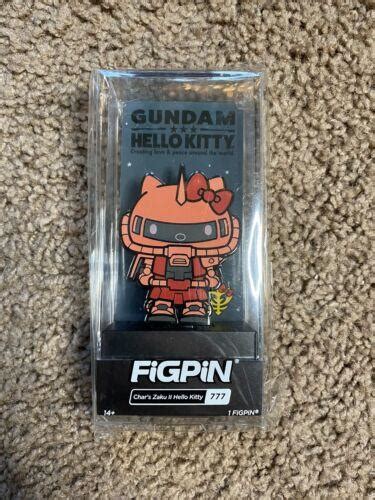 GUNDAM
★★★
HELLO KITTY
Creating love & peace around the world
FiGPiN®
Char's Zaku II Hello Kitty 777
14+ 1 FiGPiN®